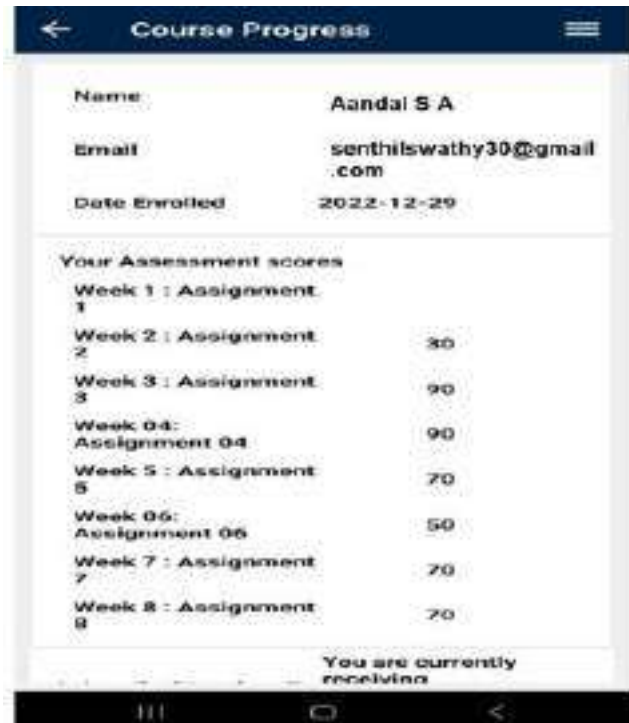 Course Progress
Name
Aandal S A
Email
senthilswathy30@gmail
.com
Date Enrolled
2022-12-29
Your Assessment scores
Week 1 : Assignment
1
Week 2 : Assignment
2
30
Week 3 : Assignment
3
90
Week 04:
Assignment 04
90
Week 5 : Assignment
5
70
Week 06:
Assignment 06
50
Week 7 : Assignment
7
70
Week 8 : Assignment
8
70
You are currently
receiving